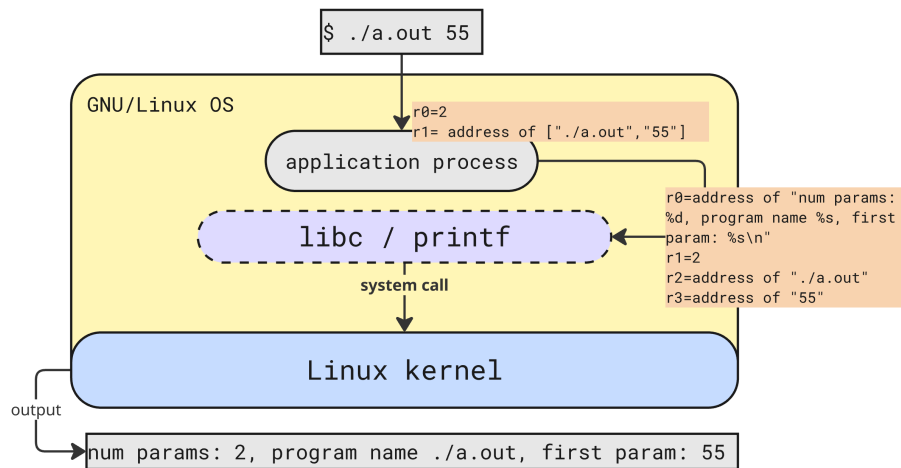 $ ./a.out 55
GNU/Linux OS
r0=2
r1= address of ["./a.out","55"]
application process
r0=address of "num params:
%d, program name %s, first
param: %s\n"
r1=2
r2=address of "./a.out"
r3=address of "55"
libc / printf
system call
Linux kernel
output
num params: 2, program name ./a.out, first param: 55